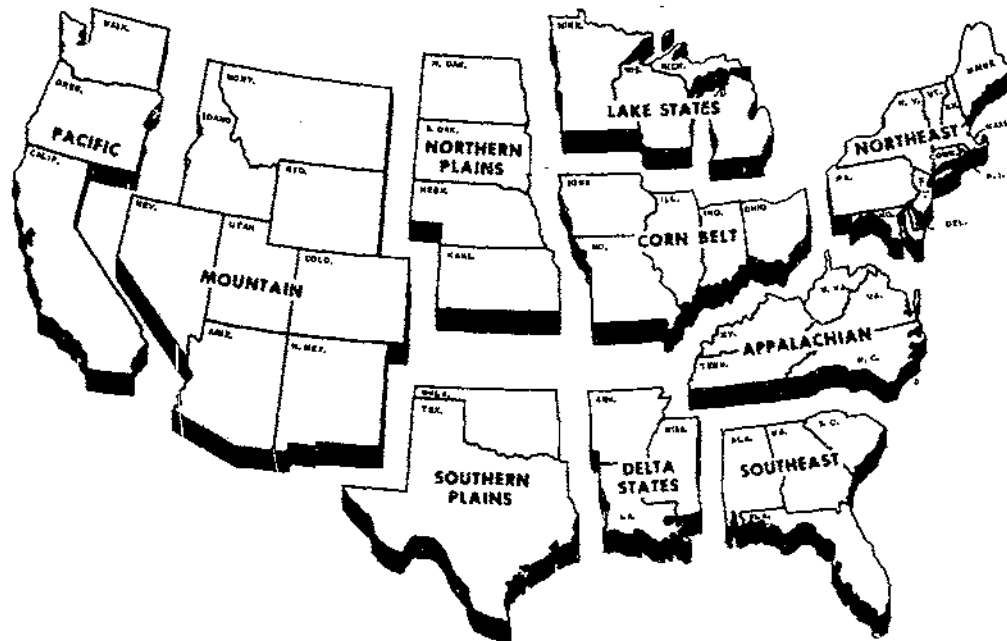 WASH.
OREG.
PACIFIC
CALIF.
IDAHO
MONT.
WYO.
NEV.
UTAH
COLO.
MOUNTAIN
ARIZ.
N. MEX.
N. DAK.
S. DAK.
NORTHERN
PLAINS
NEBR.
KANS.
OKLA.
TEX.
SOUTHERN
PLAINS
MINN.
WIS.
MICH.
LAKE STATES
IOWA
ILL.
IND.
OHIO
MO.
CORN BELT
ARK.
MISS.
DELTA
STATES
LA.
MAINE
N. Y.
VT.
NORTHEAST
MASS.
CONN.
R. I.
PA.
DEL.
W. VA.
VA.
KY.
APPALACHIAN
TENN.
N. C.
ALA.
S. C.
SOUTHEAST
FLA.